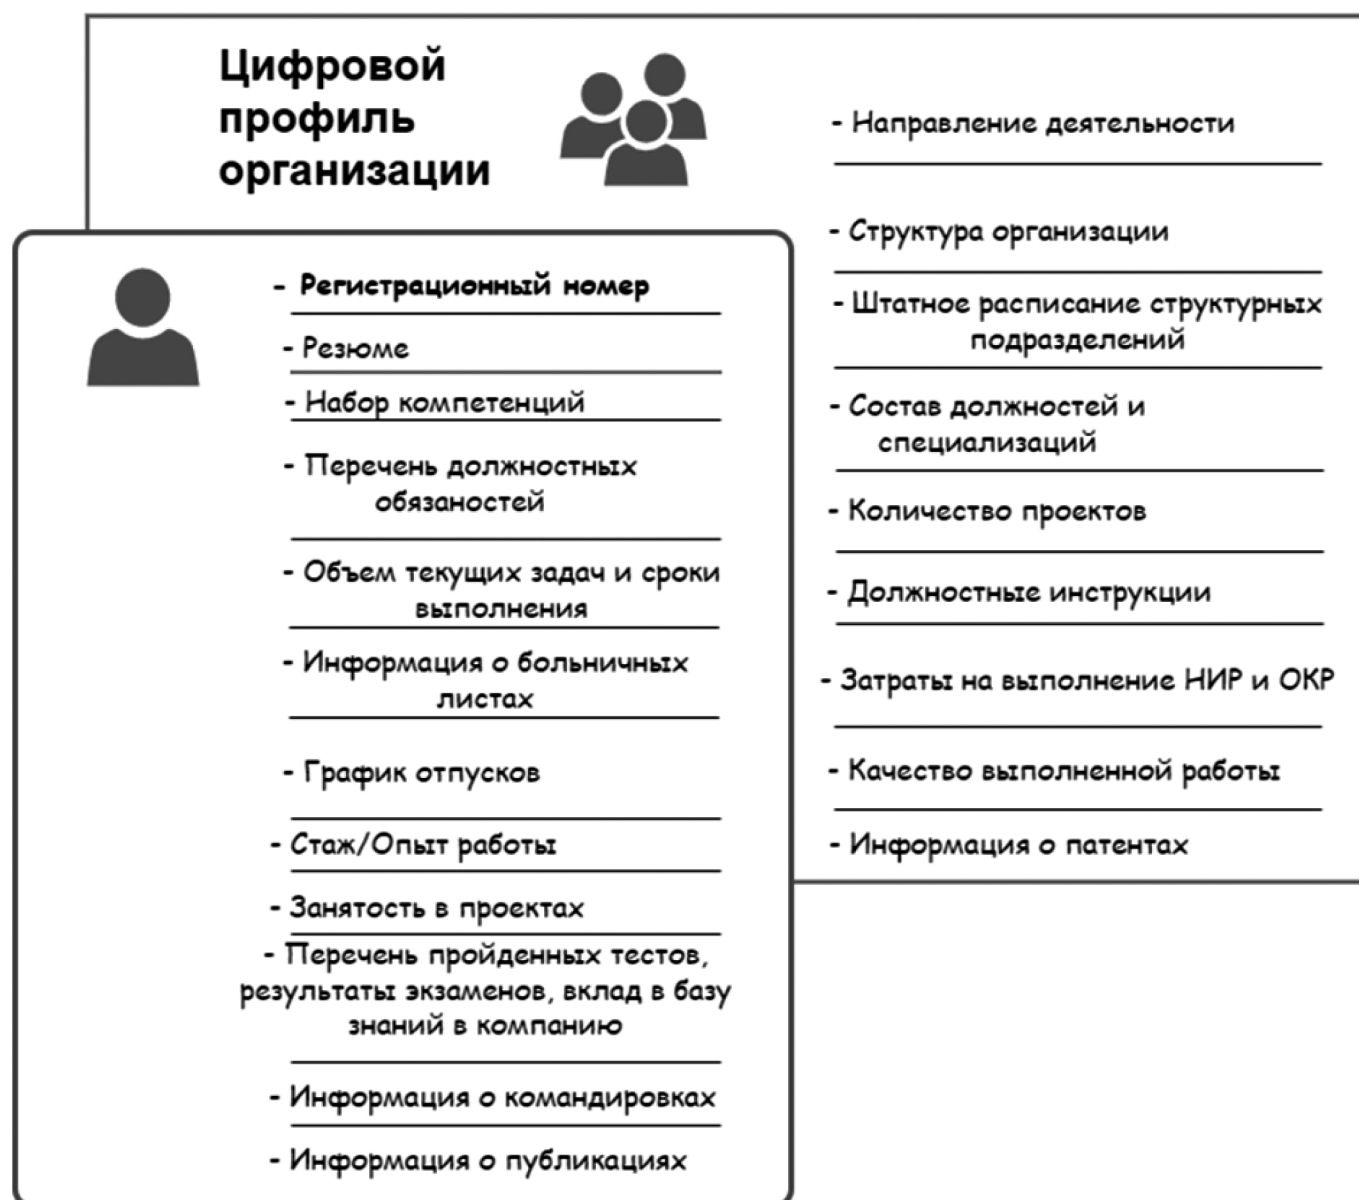 Цифровой
профиль
организации
- Направление деятельности
- Структура организации
- Штатное расписание структурных
подразделений
- Состав должностей и
специализаций
- Количество проектов
- Должностные инструкции
- Затраты на выполнение НИР и ОКР
- Качество выполненной работы
- Информация о патентах
- Регистрационный номер
- Резюме
- Набор компетенций
- Перечень должностных
обязаностей
- Объем текущих задач и сроки
выполнения
- Информация о больничных
листах
- График отпусков
- Стаж/Опыт работы
- Занятость в проектах
- Перечень пройденных тестов,
результаты экзаменов, вклад в базу
знаний в компанию
- Информация о командировках
- Информация о публикациях